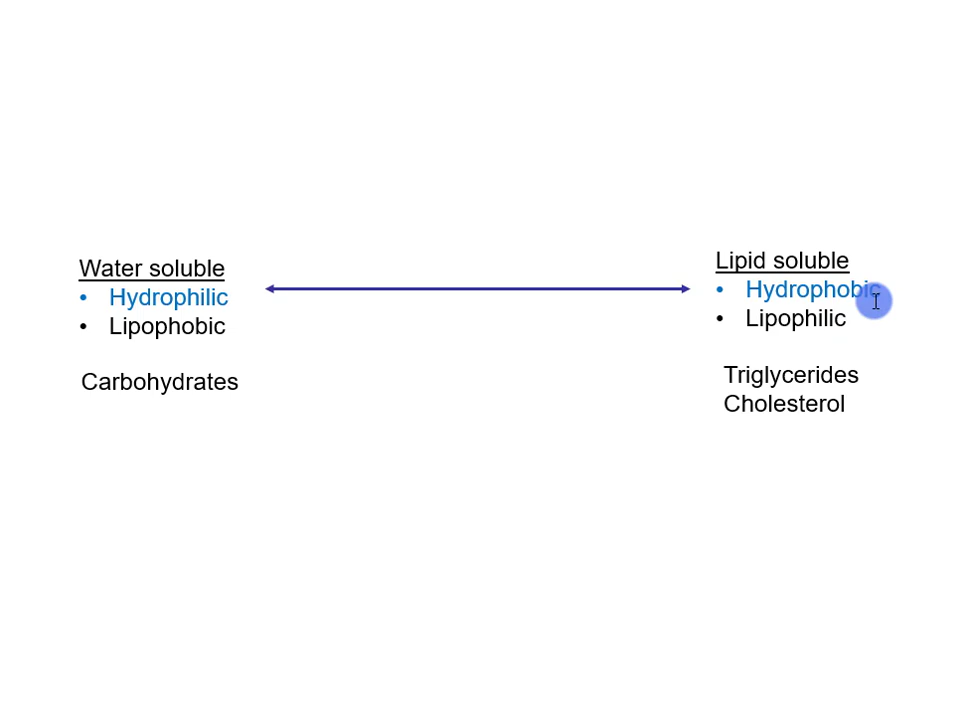 Water soluble
• Hydrophilic
• Lipophobic
Carbohydrates
Lipid soluble
• Hydrophobic
• Lipophilic
Triglycerides
Cholesterol